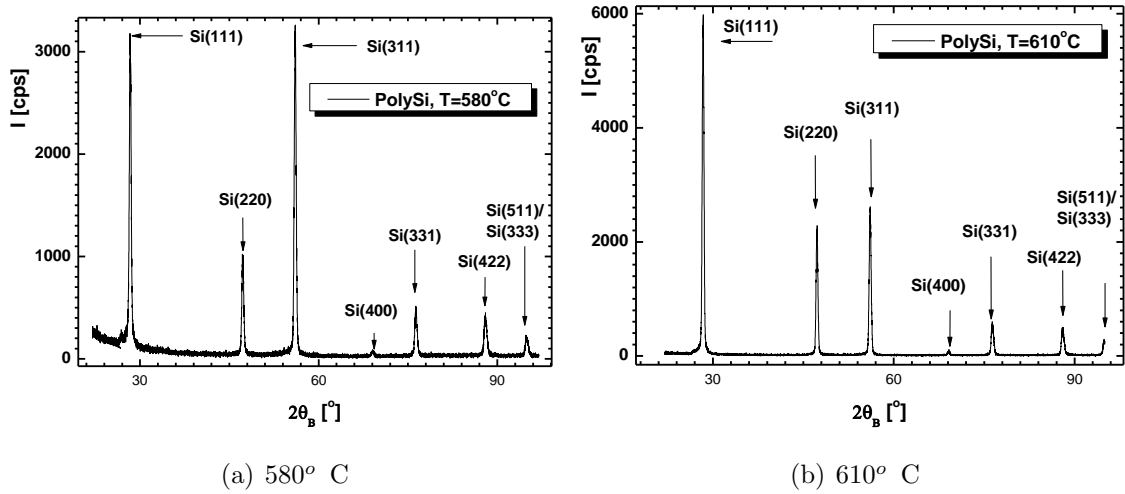 3000
2000
1000
0
I [cps]
Si(111)
Si(311)
PolySi, T=580°C
Si(220)
Si(400)
Si(331)
Si(422)
Si(511)/
Si(333)
30
60
90
2θB [°]
(a) 580° C
6000
4000
2000
0
I [cps]
Si(111)
PolySi, T=610°C
Si(220)
Si(311)
Si(400)
Si(331)
Si(422)
Si(511)/
Si(333)
30
60
90
2θB [°]
(b) 610° C